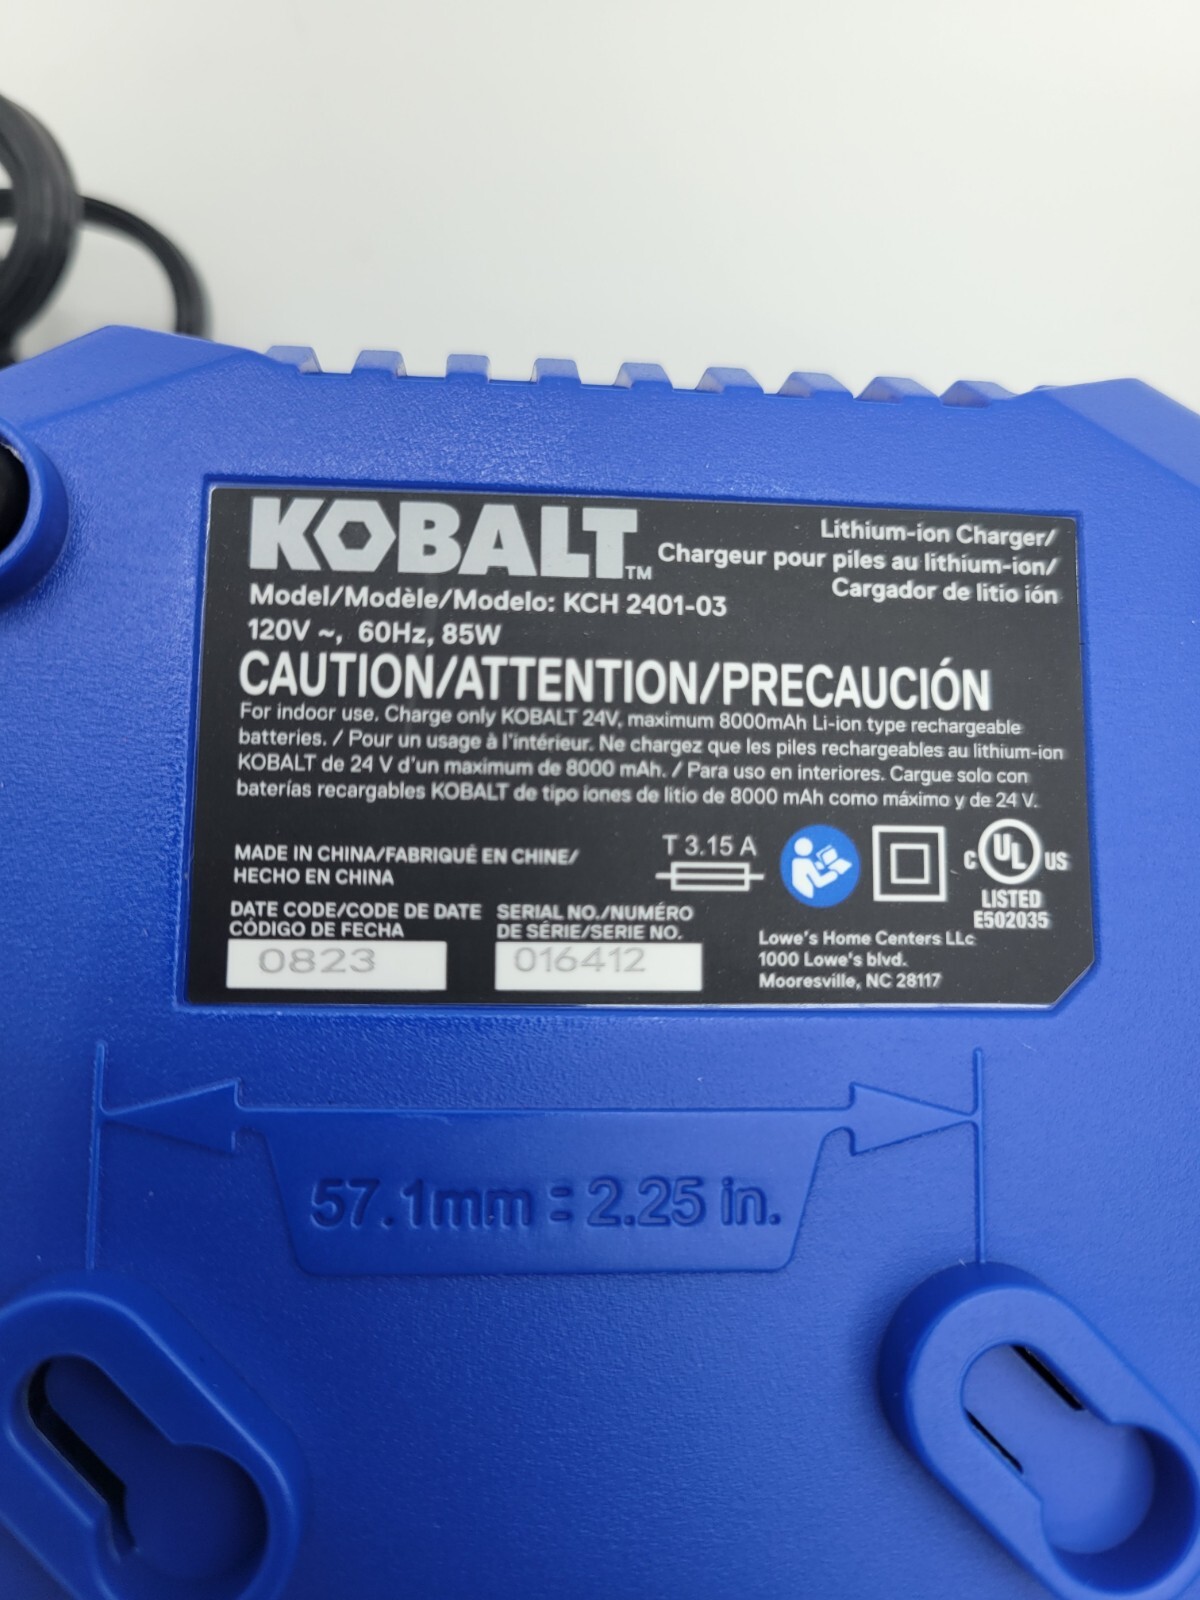 KOBALT™
Lithium-ion Charger/
Chargeur pour piles au lithium-ion/
Cargador de litio ión
Model/Modèle/Modelo: KCH 2401-03
120V ~, 60Hz, 85W
CAUTION/ATTENTION/PRECAUCIÓN
For indoor use. Charge only KOBALT 24V, maximum 8000mAh Li-ion type rechargeable
batteries. / Pour un usage à l'intérieur. Ne chargez que les piles rechargeables au lithium-ion
KOBALT de 24 V d'un maximum de 8000 mAh. / Para uso en interiores. Cargue solo con
baterías recargables KOBALT de tipo iones de litio de 8000 mAh como máximo y de 24 V.
MADE IN CHINA/FABRIQUÉ EN CHINE/
HECHO EN CHINA
T 3.15 A
C UL US
LISTED
E502035
DATE CODE/CODE DE DATE
CÓDIGO DE FECHA
0823
SERIAL NO./NUMÉRO
DE SÉRIE/SERIE NO.
016412
Lowe's Home Centers LLc
1000 Lowe's blvd.
Mooresville, NC 28117
57.1mm = 2.25 in.